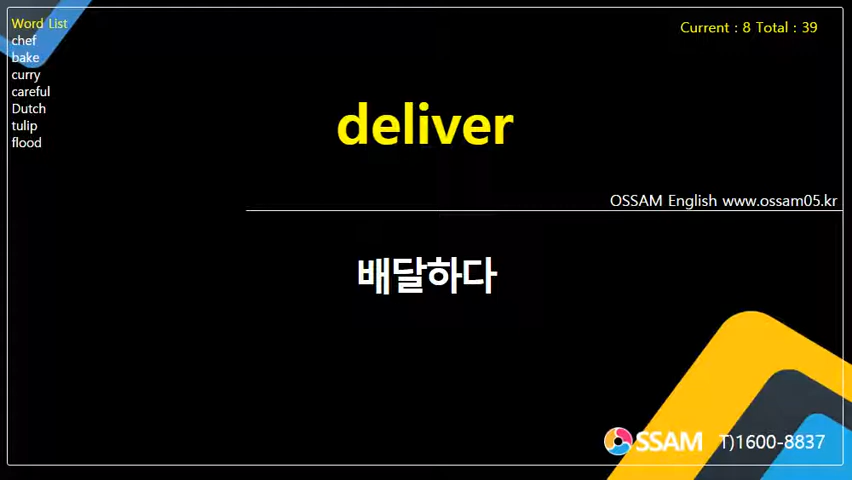 Word List
chef
bake
curry
careful
Dutch
tulip
flood
Current : 8 Total : 39
deliver
OSSAM English www.ossam05.kr
배달하다
OSSAM T)1600-8837